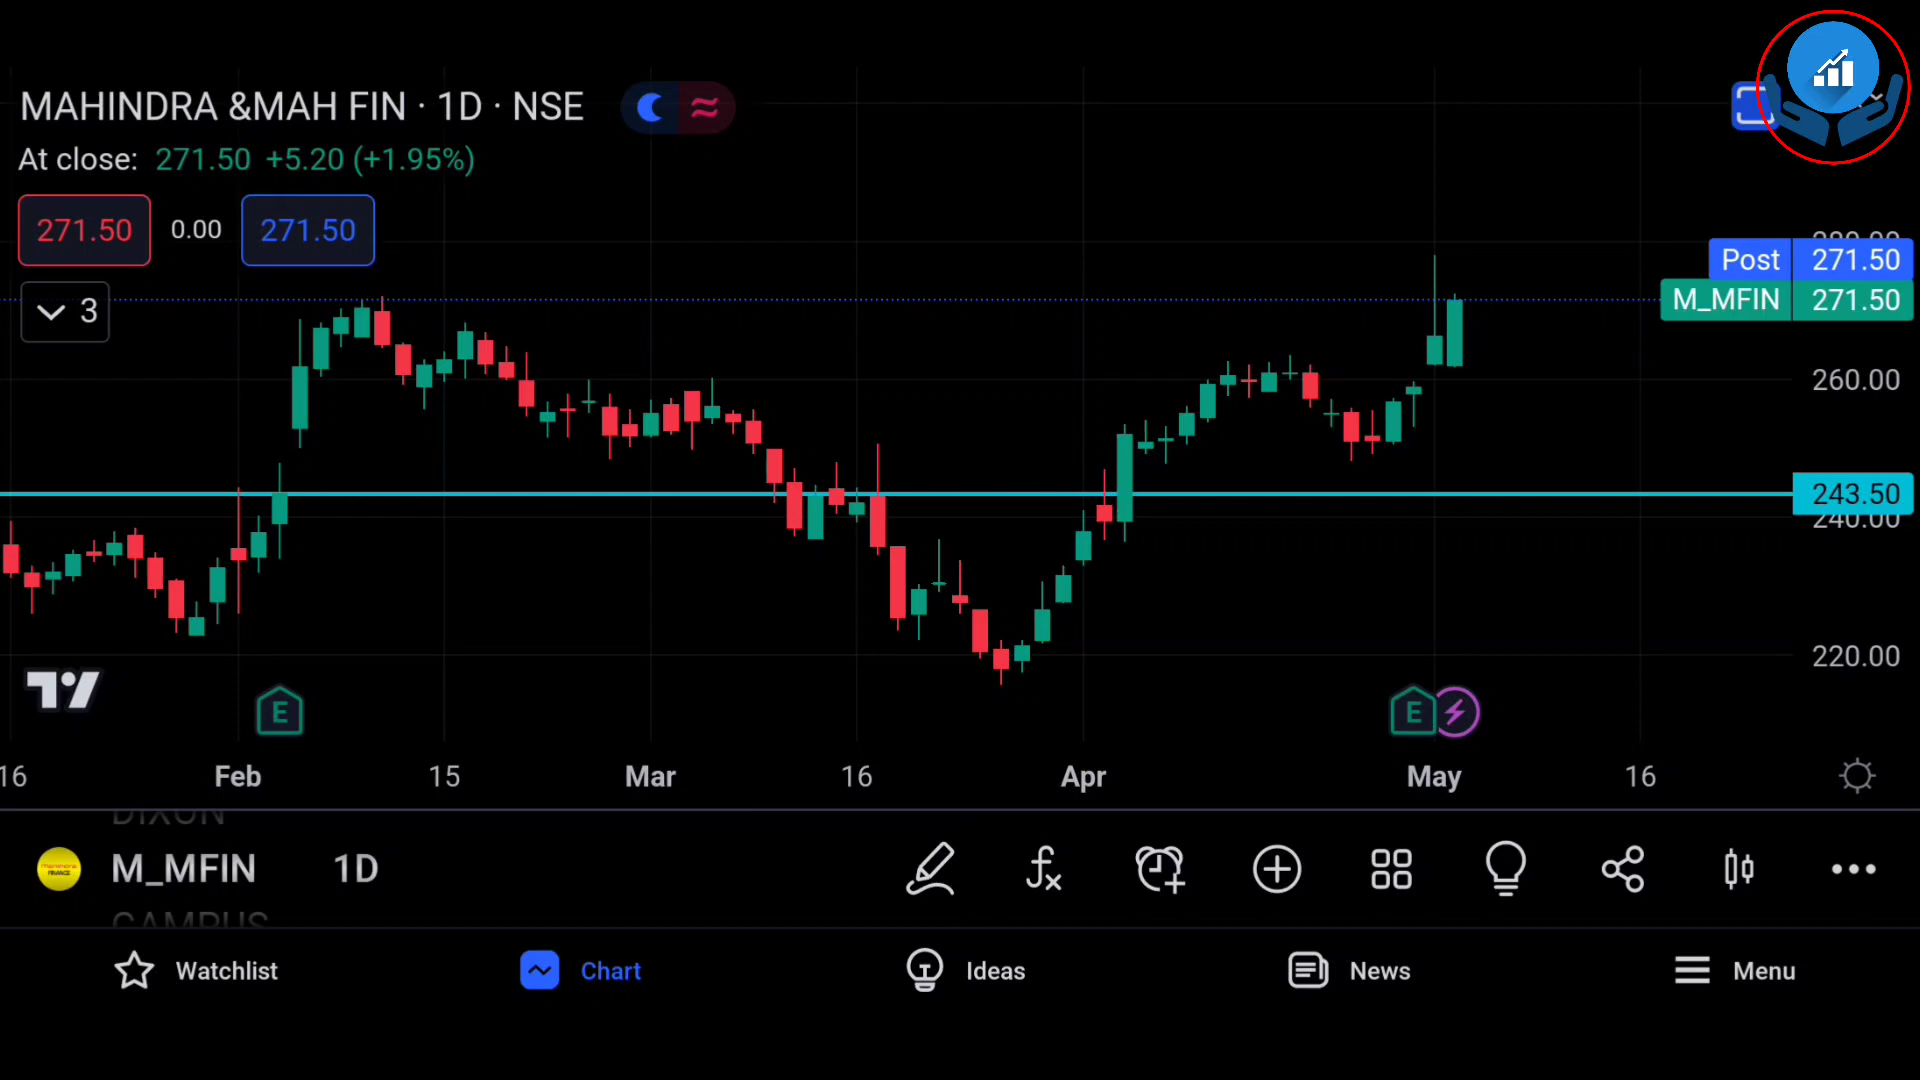 MAHINDRA &MAH FIN · 1D · NSE
At close: 271.50 +5.20 (+1.95%)
271.50 0.00 271.50
3
280.00
Post 271.50
M_MFIN 271.50
260.00
243.50
240.00
220.00
E E
16 Feb 15 Mar 16 Apr May 16
DIXON
M_MFIN 1D
CAMPUS
Watchlist Chart Ideas News Menu